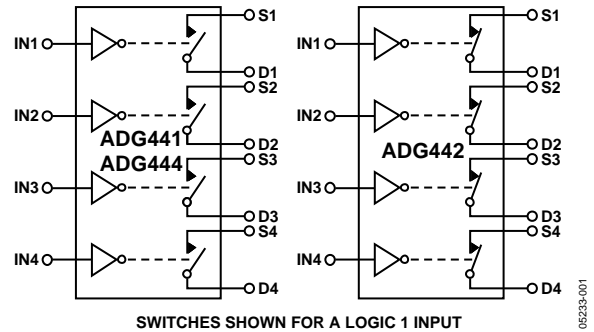 S1
IN1
D1
S2
IN2
D2
ADG441
ADG444
S3
IN3
D3
S4
IN4
D4
S1
IN1
D1
S2
IN2
D2
ADG442
S3
IN3
D3
S4
IN4
D4
SWITCHES SHOWN FOR A LOGIC 1 INPUT
05233-001